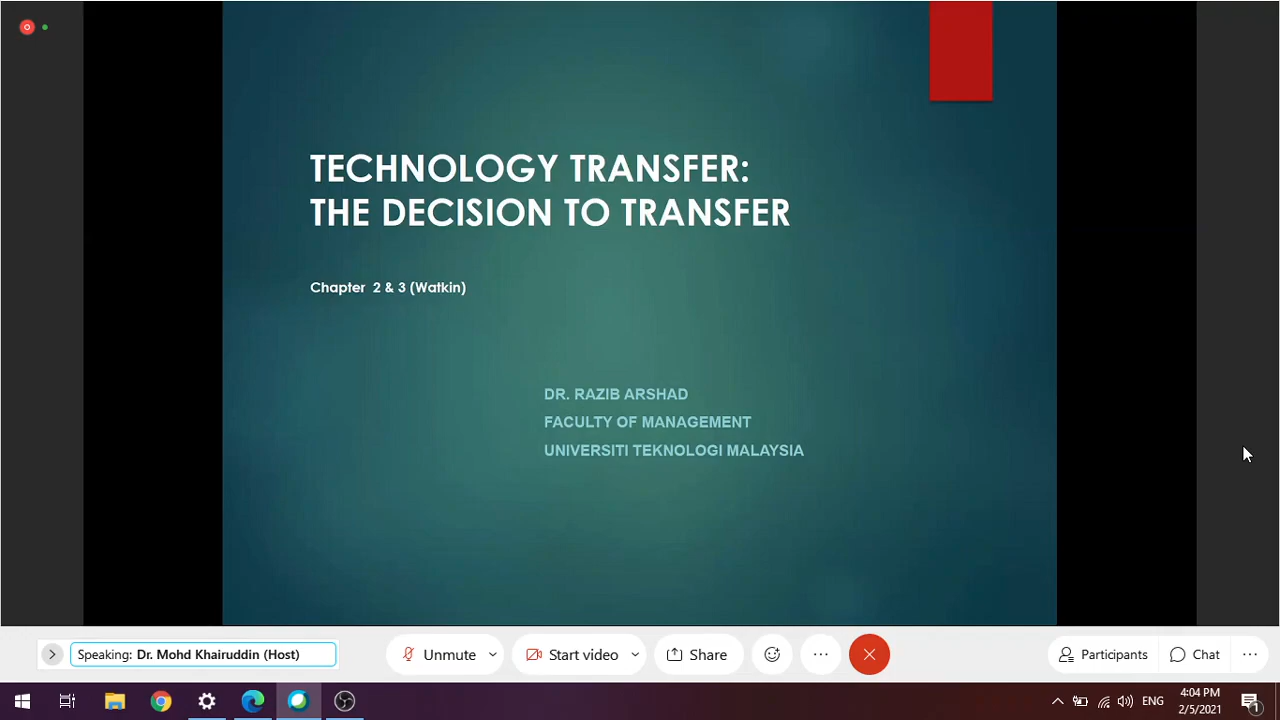 TECHNOLOGY TRANSFER:
THE DECISION TO TRANSFER
Chapter 2 & 3 (Watkin)
DR. RAZIB ARSHAD
FACULTY OF MANAGEMENT
UNIVERSITI TEKNOLOGI MALAYSIA
Speaking: Dr. Mohd Khairuddin (Host)
Unmute
Start video
Share
Participants
Chat
ENG
4:04 PM
2/5/2021
1